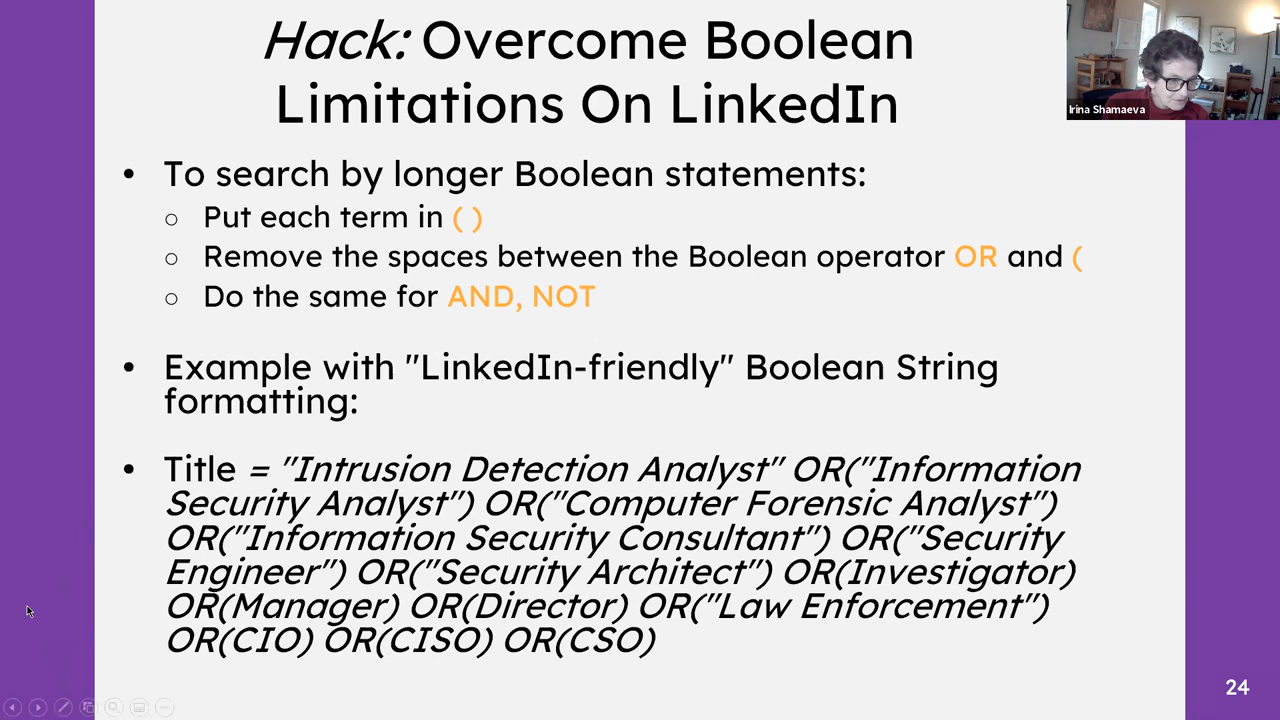 Hack: Overcome Boolean
Limitations On LinkedIn
Irina Shamaeva
• To search by longer Boolean statements:
○ Put each term in ( )
○ Remove the spaces between the Boolean operator OR and (
○ Do the same for AND, NOT
• Example with "LinkedIn-friendly" Boolean String
formatting:
• Title = "Intrusion Detection Analyst" OR("Information
Security Analyst") OR("Computer Forensic Analyst")
OR("Information Security Consultant") OR("Security
Engineer") OR("Security Architect") OR(Investigator)
OR(Manager) OR(Director) OR("Law Enforcement")
OR(CIO) OR(CISO) OR(CSO)
24